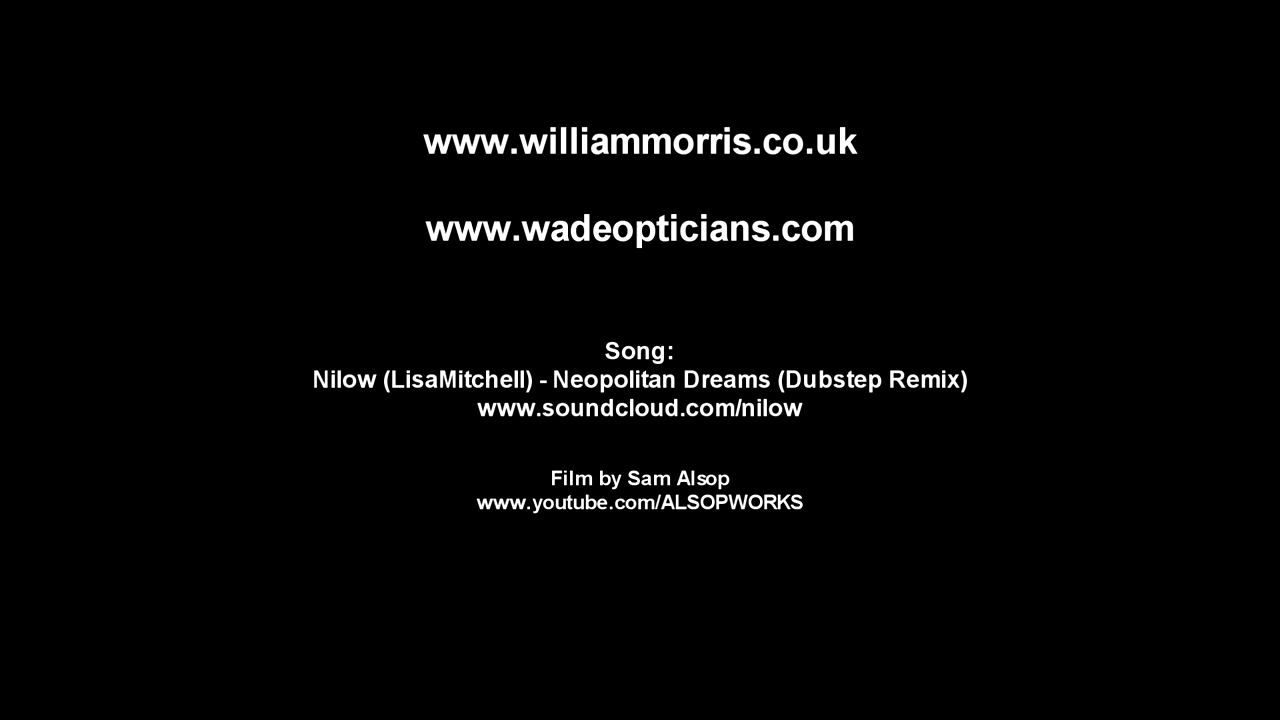 www.williammorris.co.uk
www.wadeopticians.com
Song:
Nilow (LisaMitchell) - Neopolitan Dreams (Dubstep Remix)
www.soundcloud.com/nilow
Film by Sam Alsop
www.youtube.com/ALSOPWORKS